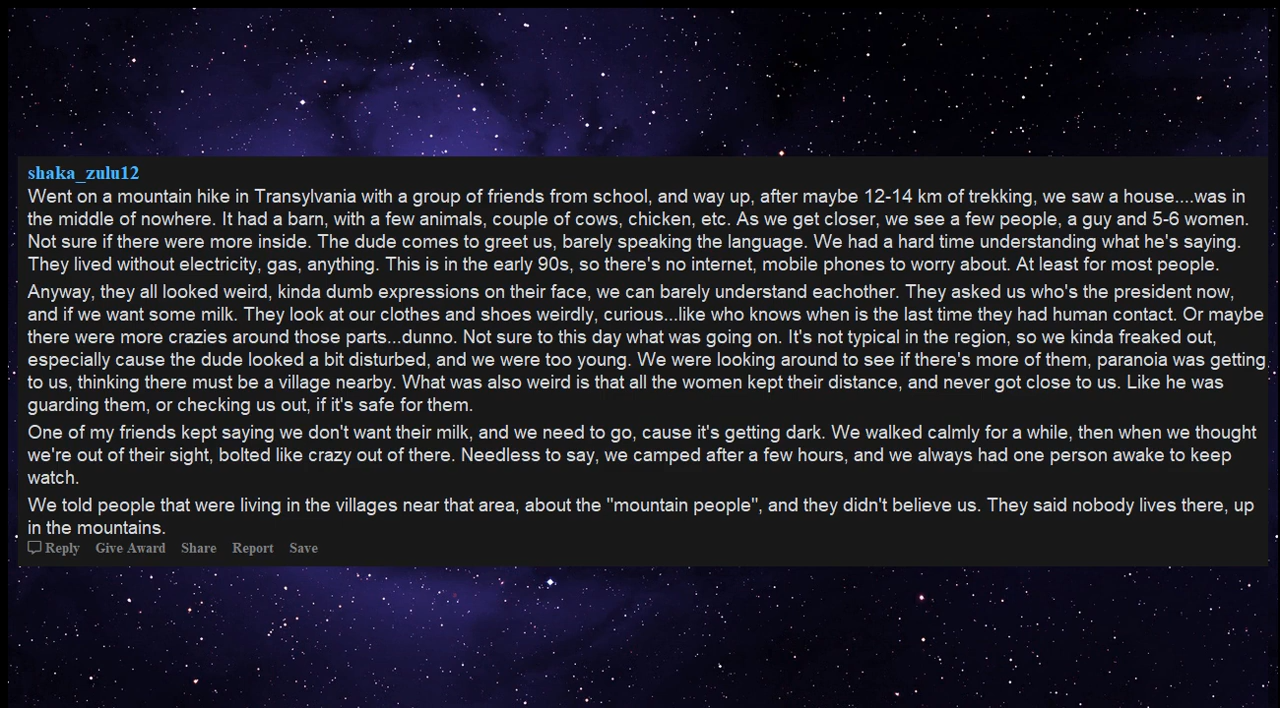 shaka_zulu12
Went on a mountain hike in Transylvania with a group of friends from school, and way up, after maybe 12-14 km of trekking, we saw a house....was in
the middle of nowhere. It had a barn, with a few animals, couple of cows, chicken, etc. As we get closer, we see a few people, a guy and 5-6 women.
Not sure if there were more inside. The dude comes to greet us, barely speaking the language. We had a hard time understanding what he's saying.
They lived without electricity, gas, anything. This is in the early 90s, so there's no internet, mobile phones to worry about. At least for most people.
Anyway, they all looked weird, kinda dumb expressions on their face, we can barely understand eachother. They asked us who's the president now,
and if we want some milk. They look at our clothes and shoes weirdly, curious...like who knows when is the last time they had human contact. Or maybe
there were more crazies around those parts...dunno. Not sure to this day what was going on. It's not typical in the region, so we kinda freaked out,
especially cause the dude looked a bit disturbed, and we were too young. We were looking around to see if there's more of them, paranoia was getting
to us, thinking there must be a village nearby. What was also weird is that all the women kept their distance, and never got close to us. Like he was
guarding them, or checking us out, if it's safe for them.
One of my friends kept saying we don't want their milk, and we need to go, cause it's getting dark. We walked calmly for a while, then when we thought
we're out of their sight, bolted like crazy out of there. Needless to say, we camped after a few hours, and we always had one person awake to keep
watch.
We told people that were living in the villages near that area, about the "mountain people", and they didn't believe us. They said nobody lives there, up
in the mountains.
Reply Give Award Share Report Save